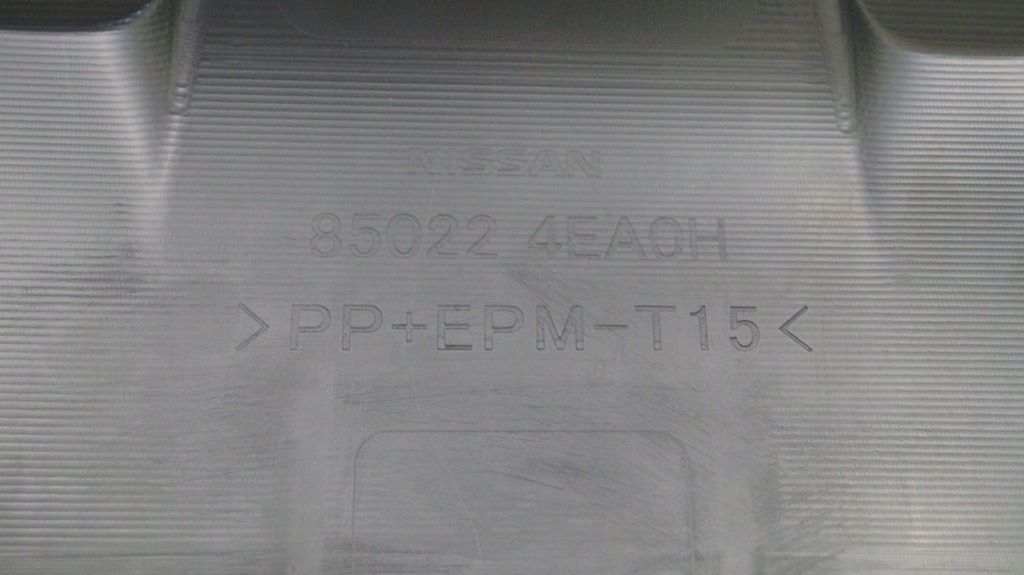 NISSAN
85022 4EA0H
>PP+EPM-T15<